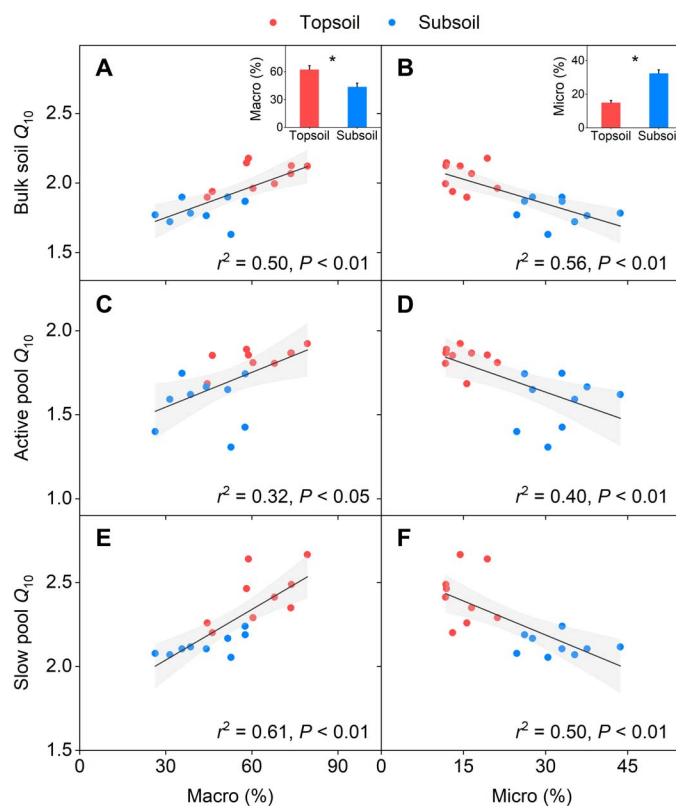 Topsoil Subsoil
A
Macro (%)
60
30
0
*
Topsoil Subsoil
B
Micro (%)
40
20
0
*
Topsoil Subsoil
Bulk soil Q10
2.5
2.0
1.5
r2 = 0.50, P < 0.01
r2 = 0.56, P < 0.01
C
D
Active pool Q10
2.0
1.5
1.0
r2 = 0.32, P < 0.05
r2 = 0.40, P < 0.01
E
F
Slow pool Q10
2.5
2.0
1.5
r2 = 0.61, P < 0.01
r2 = 0.50, P < 0.01
0 30 60 90
15 30 45
Macro (%)
Micro (%)